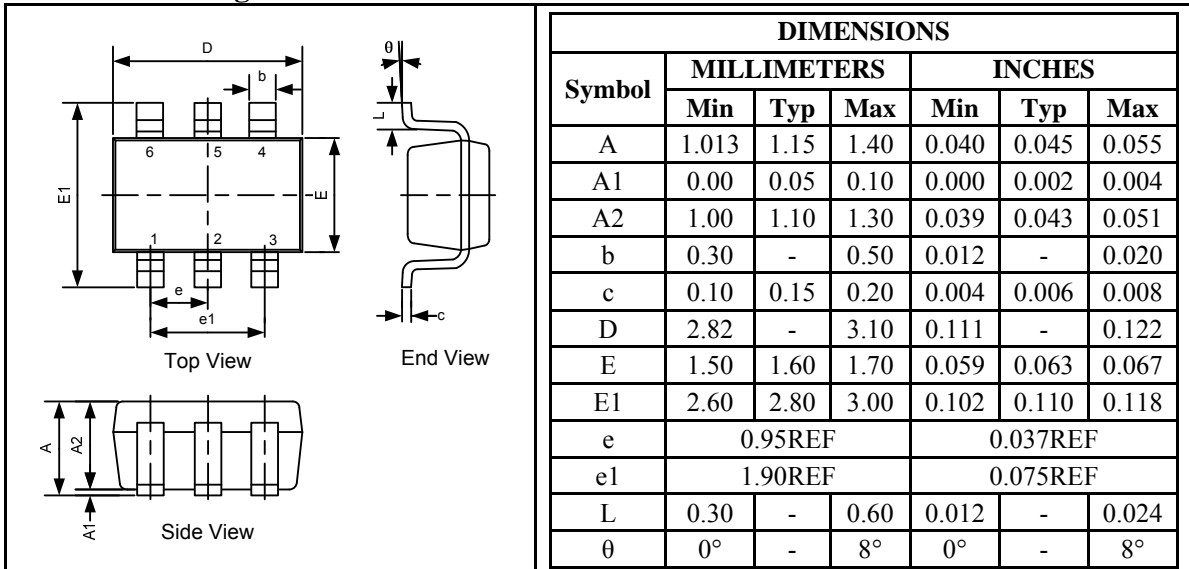 D
b
θ
L
6 5 4
E1
E
1 2 3
e
e1
c
Top View
End View
A
A2
A1
Side View
DIMENSIONS
Symbol MILLIMETERS INCHES
Min Typ Max Min Typ Max
A 1.013 1.15 1.40 0.040 0.045 0.055
A1 0.00 0.05 0.10 0.000 0.002 0.004
A2 1.00 1.10 1.30 0.039 0.043 0.051
b 0.30 - 0.50 0.012 - 0.020
c 0.10 0.15 0.20 0.004 0.006 0.008
D 2.82 - 3.10 0.111 - 0.122
E 1.50 1.60 1.70 0.059 0.063 0.067
E1 2.60 2.80 3.00 0.102 0.110 0.118
e 0.95REF 0.037REF
e1 1.90REF 0.075REF
L 0.30 - 0.60 0.012 - 0.024
θ 0° - 8° 0° - 8°